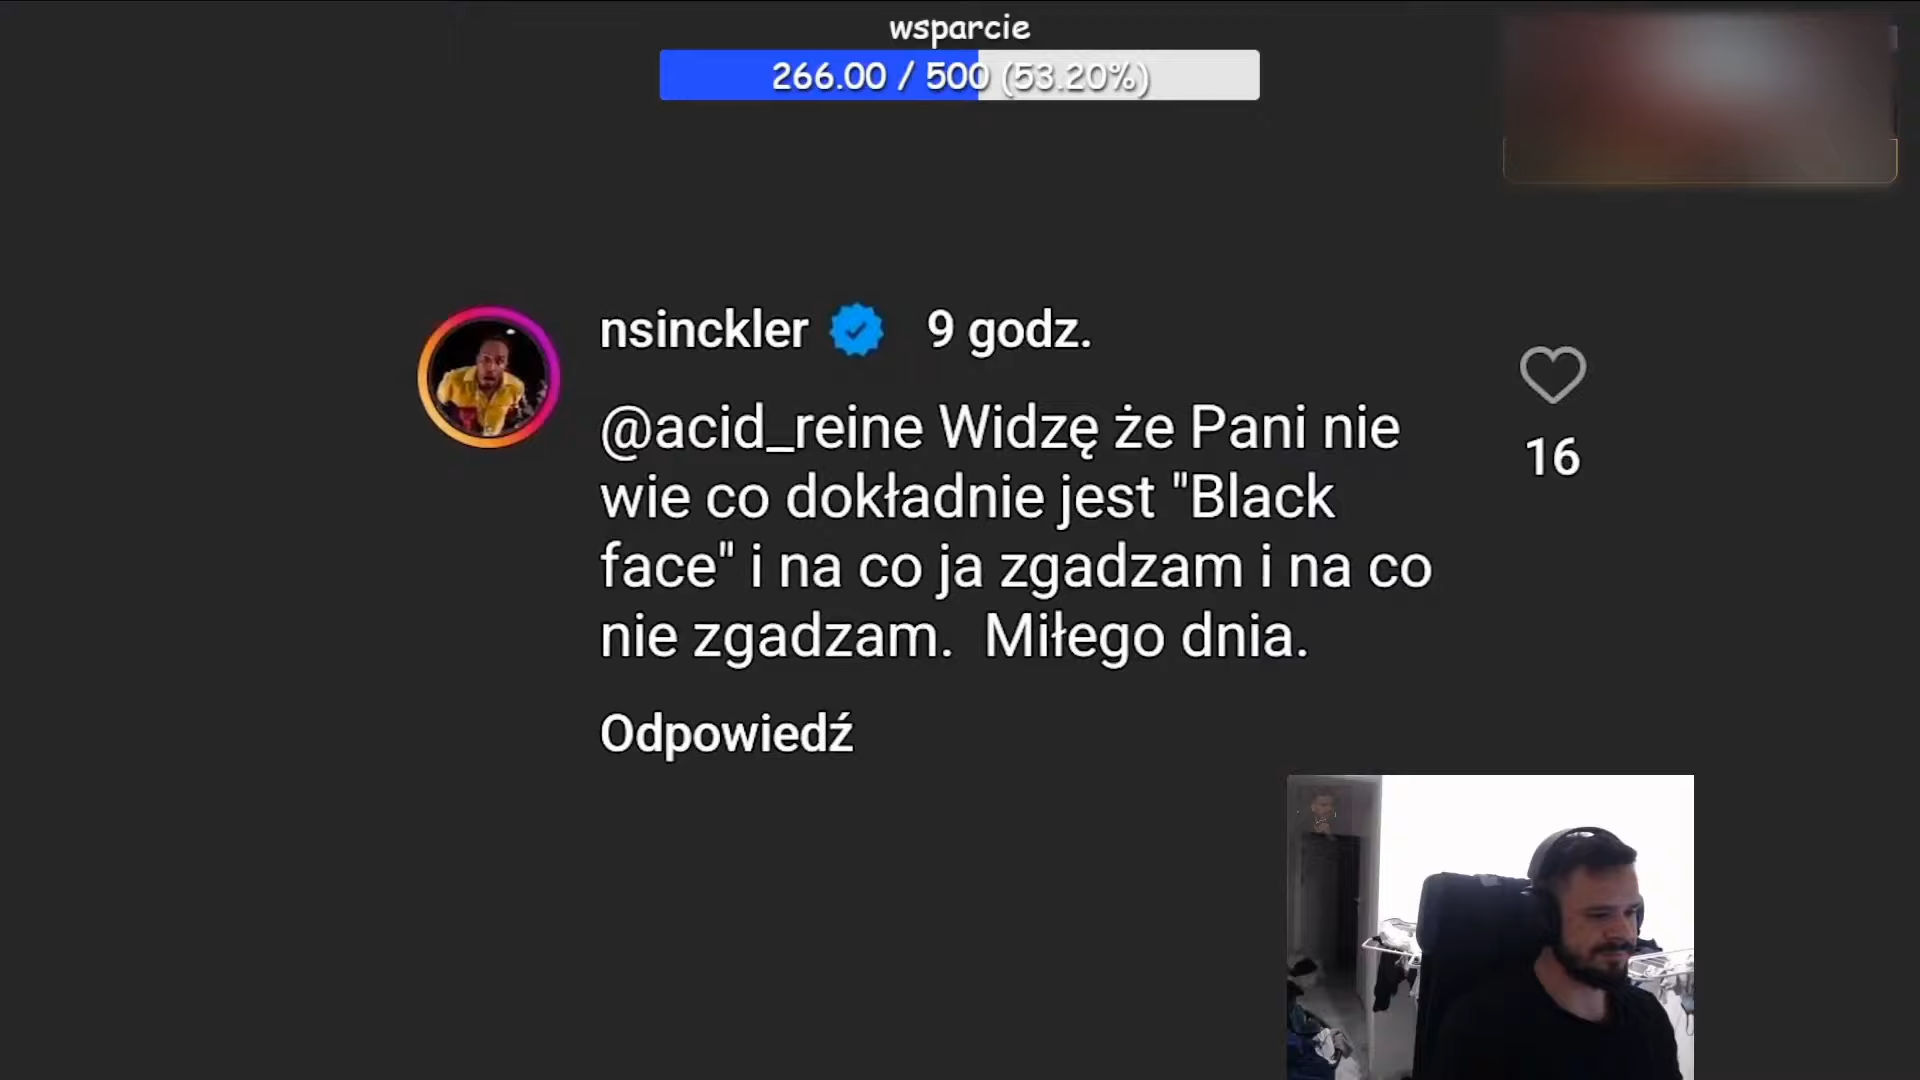 wsparcie
266.00 / 500 (53.20%)
nsinckler 9 godz.
@acid_reine Widzę że Pani nie
wie co dokładnie jest "Black
face" i na co ja zgadzam i na co
nie zgadzam. Miłego dnia.
16
Odpowiedź